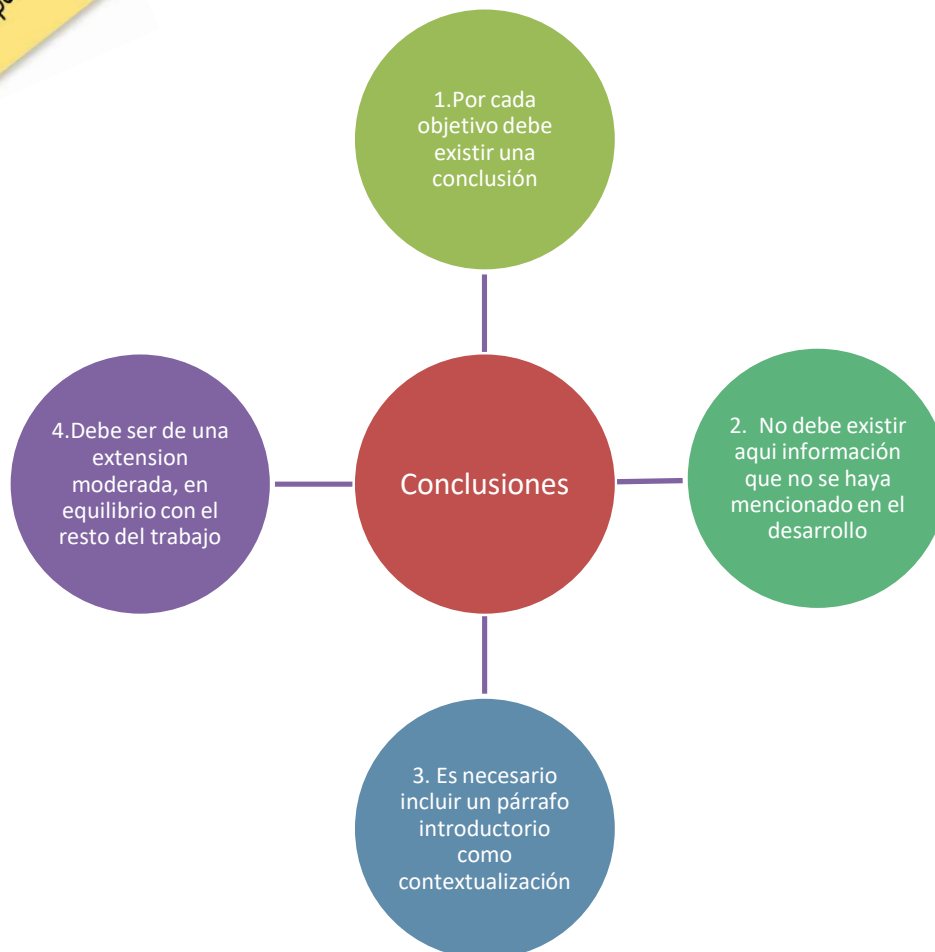 1.Por cada
objetivo debe
existir una
conclusión
4.Debe ser de una
extension
moderada, en
equilibrio con el
resto del trabajo
Conclusiones
2. No debe existir
aqui información
que no se haya
mencionado en el
desarrollo
3. Es necesario
incluir un párrafo
introductorio
como
contextualización